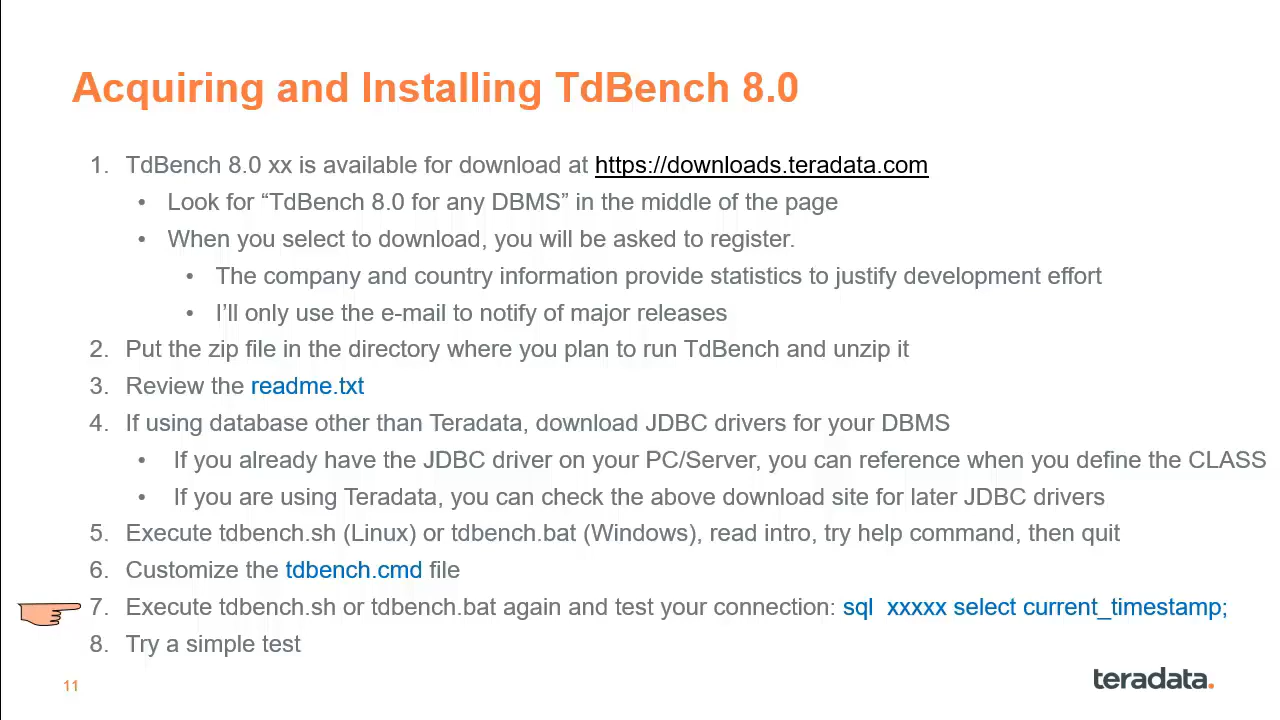 Acquiring and Installing TdBench 8.0
1. TdBench 8.0 xx is available for download at https://downloads.teradata.com
• Look for “TdBench 8.0 for any DBMS” in the middle of the page
• When you select to download, you will be asked to register.
• The company and country information provide statistics to justify development effort
• I’ll only use the e-mail to notify of major releases
2. Put the zip file in the directory where you plan to run TdBench and unzip it
3. Review the readme.txt
4. If using database other than Teradata, download JDBC drivers for your DBMS
• If you already have the JDBC driver on your PC/Server, you can reference when you define the CLASS
• If you are using Teradata, you can check the above download site for later JDBC drivers
5. Execute tdbench.sh (Linux) or tdbench.bat (Windows), read intro, try help command, then quit
6. Customize the tdbench.cmd file
7. Execute tdbench.sh or tdbench.bat again and test your connection: sql  xxxxx select current_timestamp;
8. Try a simple test
11
teradata.